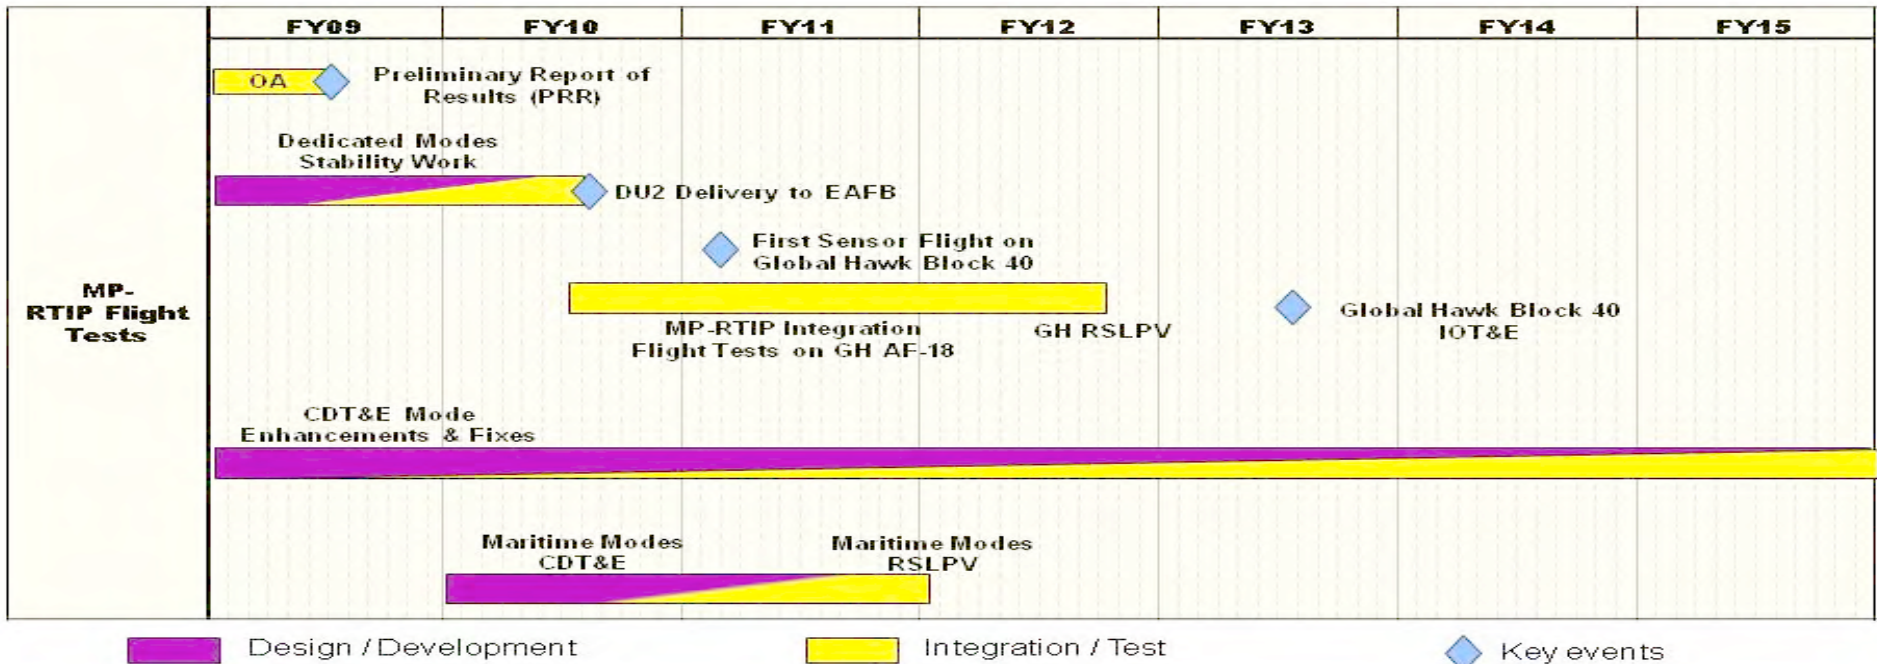 FY09 FY10 FY11 FY12 FY13 FY14 FY15
MP-
RTIP Flight
Tests
OA
Preliminary Report of
Results (PRR)
Dedicated Modes
Stability Work
DU2 Delivery to EAFB
First Sensor Flight on
Global Hawk Block 40
MP-RTIP Integration
Flight Tests on GH AF-18
GH RSLPV
Global Hawk Block 40
IOT&E
CDT&E Mode
Enhancements & Fixes
Maritime Modes
CDT&E
Maritime Modes
RSLPV
Design / Development
Integration / Test
Key events